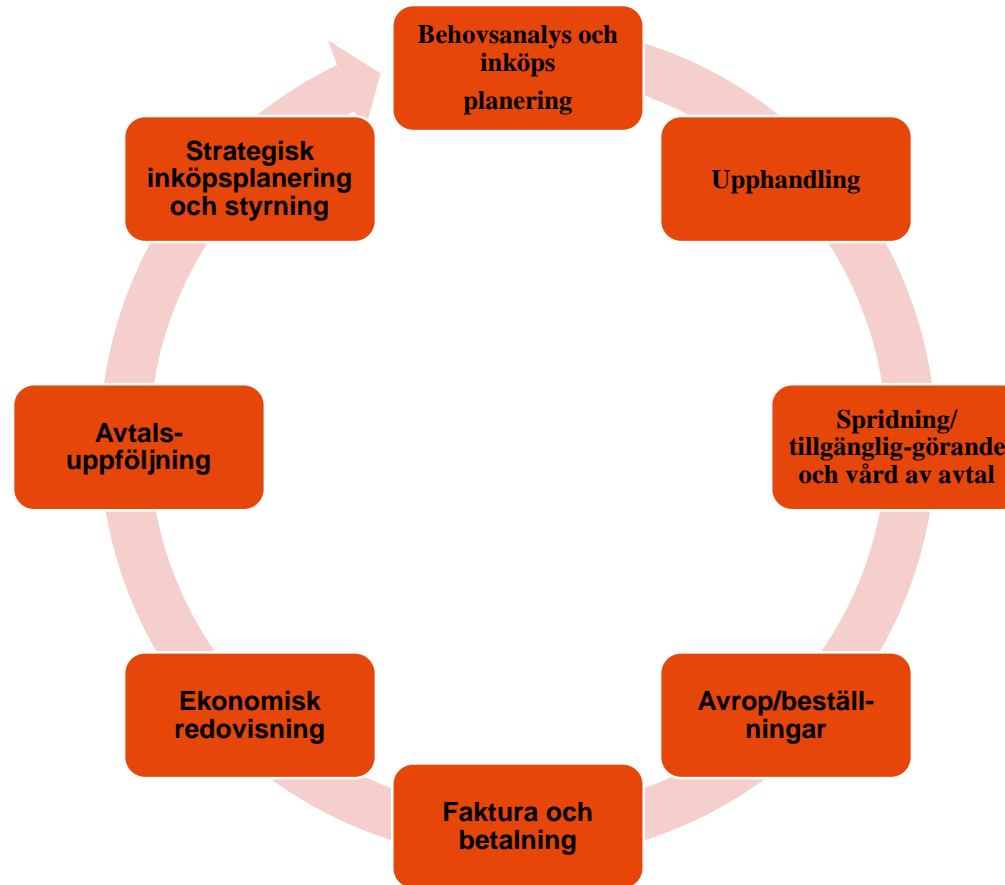 Behovsanalys och
inköps
planering
Upphandling
Spridning/
tillgänglig-görande
och vård av avtal
Avrop/beställ-
ningar
Faktura och
betalning
Ekonomisk
redovisning
Avtals-
uppföljning
Strategisk
inköpsplanering
och styrning